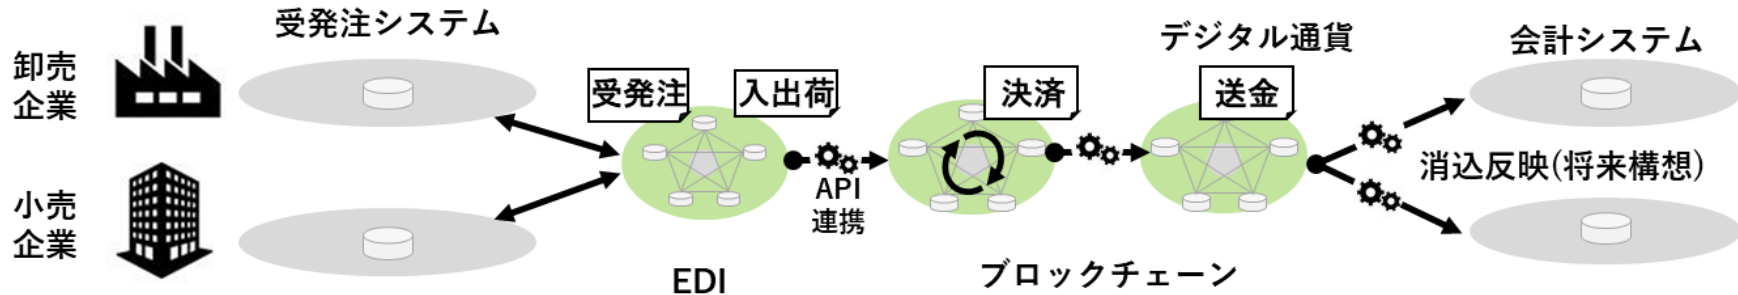 卸売
企業
小売
企業
受発注システム
受発注
入出荷
API
連携
EDI
決済
ブロックチェーン
デジタル通貨
送金
会計システム
消込反映(将来構想)